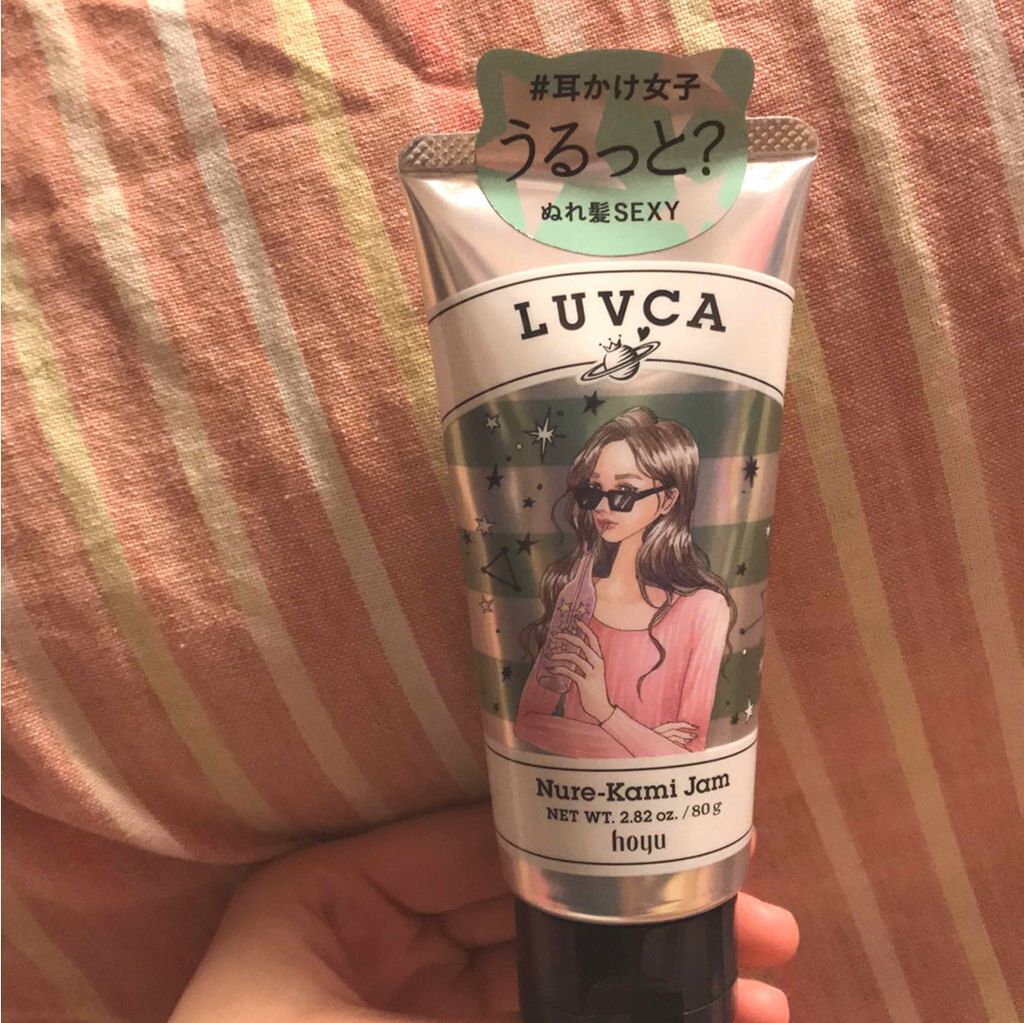 #耳かけ女子
うるっと?
ぬれ髪SEXY
LUVCA
Nure-Kami Jam
NET WT. 2.82 oz. / 80g
hoyu